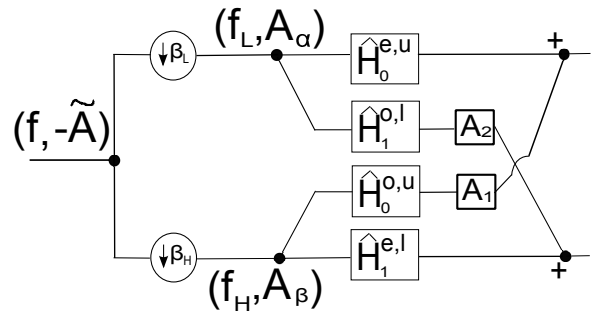 (f_L,A_α)
↓β_L
Ĥ_0^{e,u}
+
Ĥ_1^{o,l}
A_2
(f,-Ã)
Ĥ_0^{o,u}
A_1
↓β_H
Ĥ_1^{e,l}
+
(f_H,A_β)